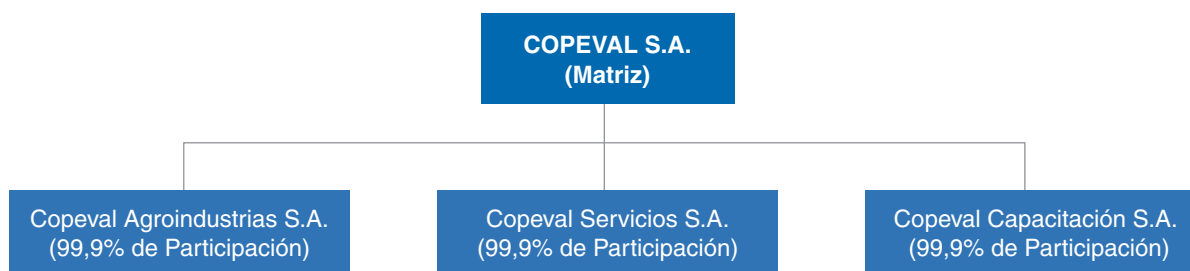 COPEVAL S.A.
(Matriz)
Copeval Agroindustrias S.A.
(99,9% de Participación)
Copeval Servicios S.A.
(99,9% de Participación)
Copeval Capacitación S.A.
(99,9% de Participación)